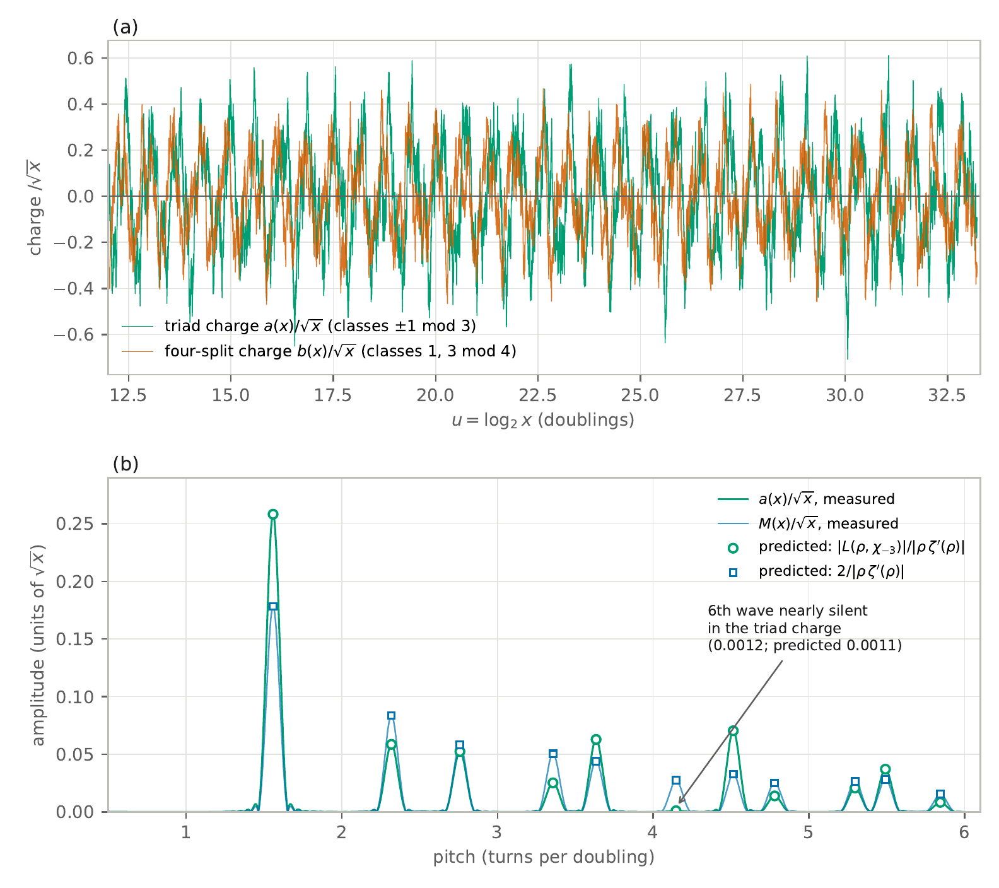 (a)
0.6
0.4
0.2
0.0
−0.2
−0.4
−0.6
charge /√x
triad charge a(x)/√x (classes ±1 mod 3)
four-split charge b(x)/√x (classes 1, 3 mod 4)
12.5 15.0 17.5 20.0 22.5 25.0 27.5 30.0 32.5
u = log₂ x (doublings)
(b)
0.25
0.20
0.15
0.10
0.05
0.00
amplitude (units of √x)
a(x)/√x, measured
M(x)/√x, measured
predicted: |L(ρ, χ₋₃)|/|ρ ζ′(ρ)|
predicted: 2/|ρ ζ′(ρ)|
6th wave nearly silent
in the triad charge
(0.0012; predicted 0.0011)
1 2 3 4 5 6
pitch (turns per doubling)